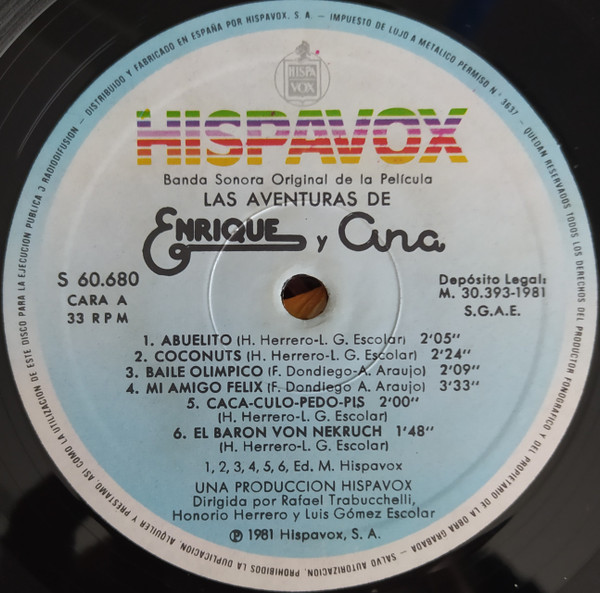 DISTRIBUIDO Y FABRICADO EN ESPAÑA POR HISPAVOX, S. A. - IMPUESTO DE LUJO A METALICO PERMISO Nº 3637 - QUEDAN RESERVADOS TODOS LOS DERECHOS DEL PRODUCTOR FONOGRAFICO Y DEL PROPIETARIO DE LA OBRA GRABADA - SALVO AUTORIZACION, PROHIBIDOS LA DUPLICACION, ALQUILER Y PRESTAMO ASI COMO LA UTILIZACION DE ESTE DISCO PARA LA EJECUCION PUBLICA Y RADIODIFUSION -
HISPA
VOX
HISPAVOX
Banda Sonora Original de la Película
LAS AVENTURAS DE
ENRIQUE y Ana
S 60.680
CARA A
33 RPM
Depósito Legal:
M. 30.393-1981
S.G.A.E.
1. ABUELITO (H. Herrero-L. G. Escolar) 2'05"
2. COCONUTS (H. Herrero-L. G. Escolar) 2'24"
3. BAILE OLIMPICO (F. Dondiego-A. Araujo) 2'09"
4. MI AMIGO FELIX (F. Dondiego A. Araujo) 3'33"
5. CACA-CULO-PEDO-PIS 2'00"
(H. Herrero-L. G. Escolar)
6. EL BARON VON NEKRUCH 1'48"
(H. Herrero-L. G. Escolar)
1, 2, 3, 4, 5, 6, Ed. M. Hispavox
UNA PRODUCCION HISPAVOX
Dirigida por Rafael Trabucchelli,
Honorio Herrero y Luis Gómez Escolar
℗ 1981 Hispavox, S. A.